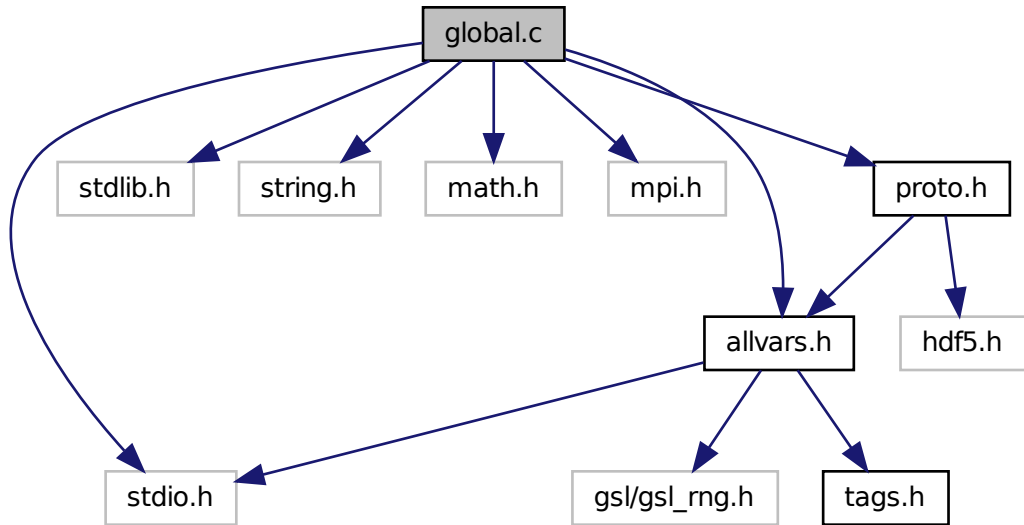 global.c
stdlib.h
string.h
math.h
mpi.h
proto.h
allvars.h
hdf5.h
stdio.h
gsl/gsl_rng.h
tags.h